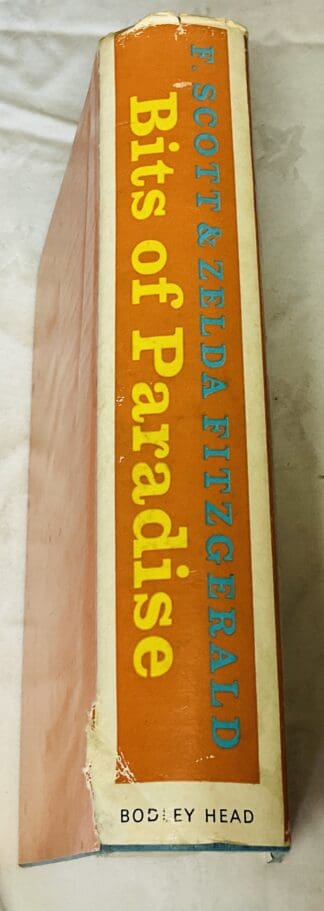 F. SCOTT & ZELDA FITZGERALD
Bits of Paradise
BODLEY HEAD